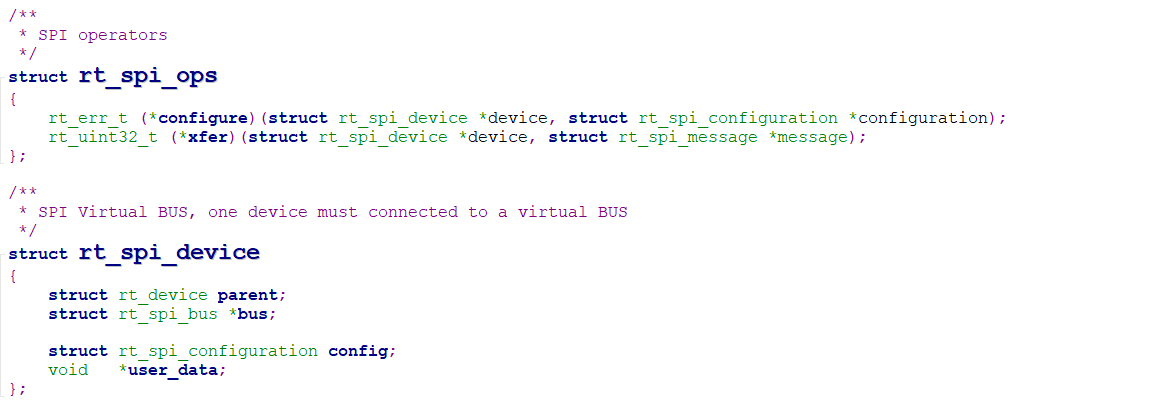 /**
 * SPI operators
 */
struct rt_spi_ops
{
    rt_err_t (*configure)(struct rt_spi_device *device, struct rt_spi_configuration *configuration);
    rt_uint32_t (*xfer)(struct rt_spi_device *device, struct rt_spi_message *message);
};
/**
 * SPI Virtual BUS, one device must connected to a virtual BUS
 */
struct rt_spi_device
{
    struct rt_device parent;
    struct rt_spi_bus *bus;
    struct rt_spi_configuration config;
    void   *user_data;
};